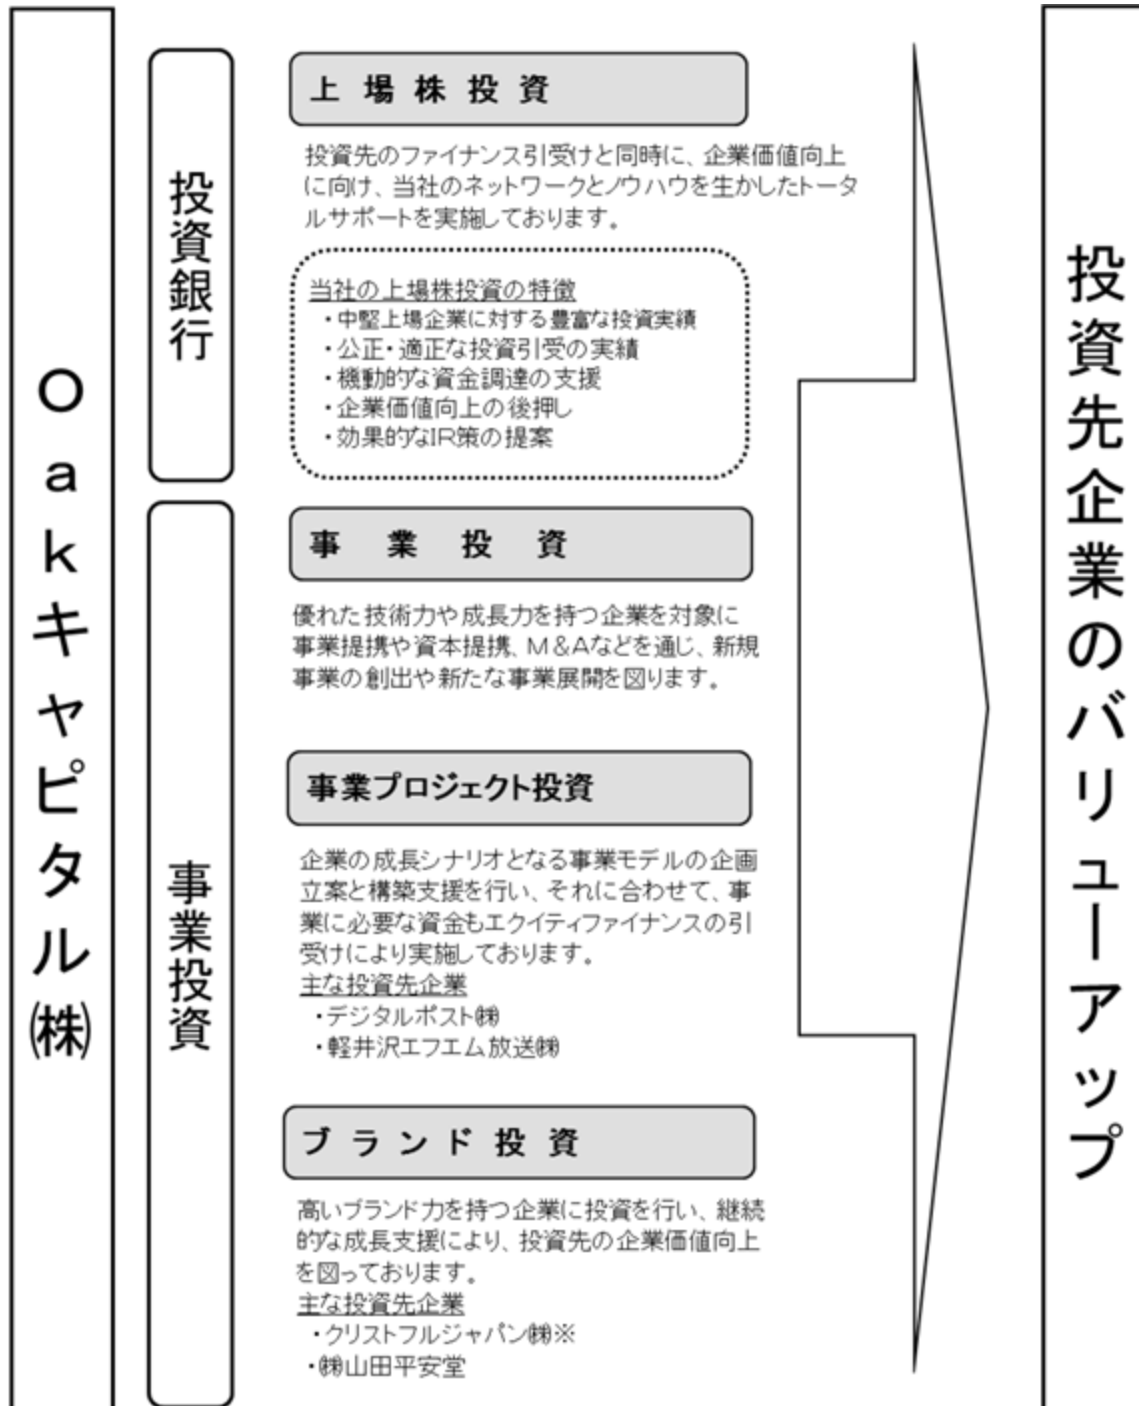 Oakキャピタル㈱
投資銀行
上場株投資
投資先のファイナンス引受けと同時に、企業価値向上
に向け、当社のネットワークとノウハウを生かしたトータ
ルサポートを実施しております。
当社の上場株投資の特徴
・中堅上場企業に対する豊富な投資実績
・公正・適正な投資引受の実績
・機動的な資金調達の支援
・企業価値向上の後押し
・効果的なIR策の提案
事業投資
事業投資
優れた技術力や成長力を持つ企業を対象に
事業提携や資本提携、M&Aなどを通じ、新規
事業の創出や新たな事業展開を図ります。
事業プロジェクト投資
企業の成長シナリオとなる事業モデルの企画
立案と構築支援を行い、それに合わせて、事
業に必要な資金もエクイティファイナンスの引
受けにより実施しております。
主な投資先企業
・デジタルポスト㈱
・軽井沢エフエム放送㈱
ブランド投資
高いブランド力を持つ企業に投資を行い、継続
的な成長支援により、投資先の企業価値向上
を図っております。
主な投資先企業
・クリストフルジャパン㈱※
・㈱山田平安堂
投資先企業のバリューアップ